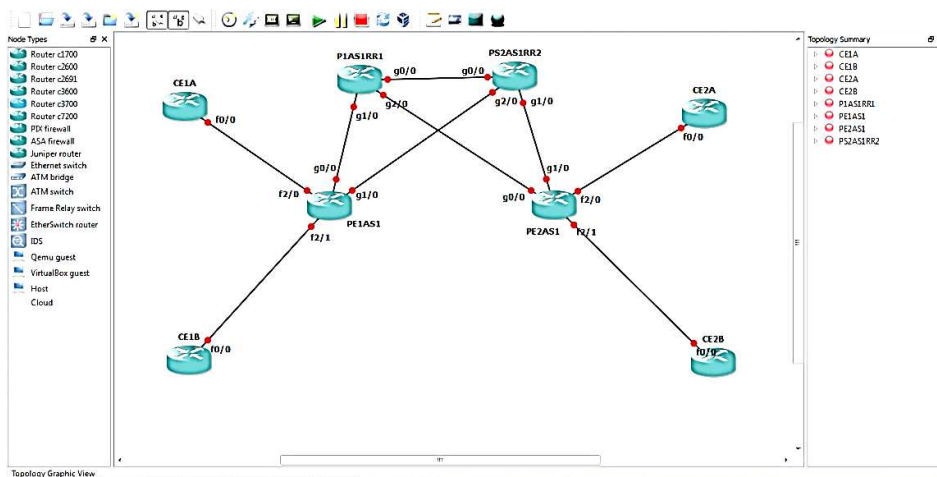 Node Types
Router c1700
Router c2600
Router c2691
Router c3600
Router c3700
Router c7200
PIX firewall
ASA firewall
Juniper router
Ethernet switch
ATM bridge
ATM switch
Frame Relay switch
EtherSwitch router
IDS
Qemu guest
VirtualBox guest
Host
Cloud
P1AS1RR1
PS2AS1RR2
g0/0
g0/0
g2/0
g1/0
g2/0
g1/0
CE1A
f0/0
CE2A
f0/0
g0/0
f2/0
g1/0
PE1AS1
f2/1
g1/0
g0/0
f2/0
PE2AS1
f2/1
CE1B
f0/0
CE2B
f0/0
Topology Summary
CE1A
CE1B
CE2A
CE2B
P1AS1RR1
PE1AS1
PE2AS1
PS2AS1RR2
Topology Graphic View